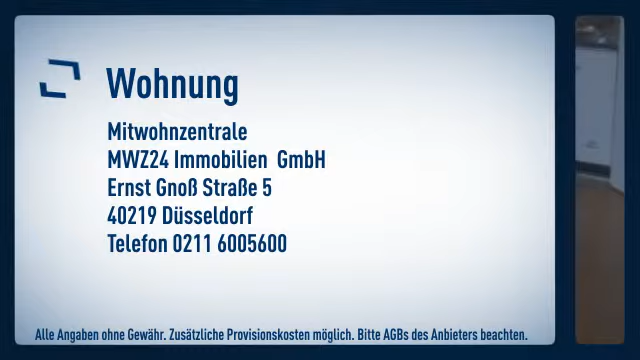 Wohnung
Mitwohnzentrale
MWZ24 Immobilien GmbH
Ernst Gnoß Straße 5
40219 Düsseldorf
Telefon 0211 6005600
Alle Angaben ohne Gewähr. Zusätzliche Provisionskosten möglich. Bitte AGBs des Anbieters beachten.